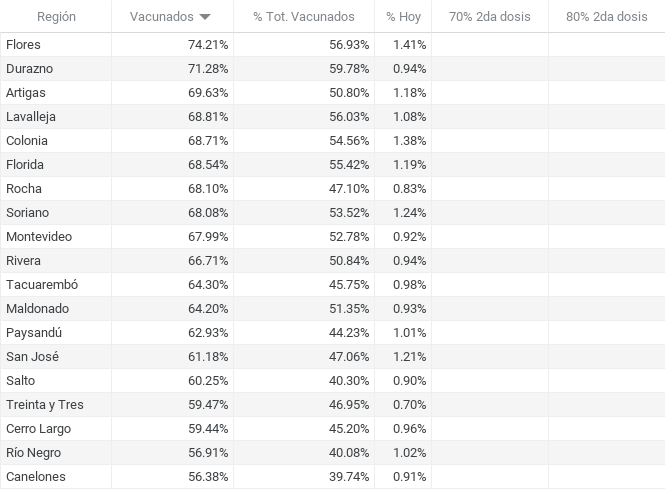 Región Vacunados % Tot. Vacunados % Hoy 70% 2da dosis 80% 2da dosis
Flores 74.21% 56.93% 1.41%
Durazno 71.28% 59.78% 0.94%
Artigas 69.63% 50.80% 1.18%
Lavalleja 68.81% 56.03% 1.08%
Colonia 68.71% 54.56% 1.38%
Florida 68.54% 55.42% 1.19%
Rocha 68.10% 47.10% 0.83%
Soriano 68.08% 53.52% 1.24%
Montevideo 67.99% 52.78% 0.92%
Rivera 66.71% 50.84% 0.94%
Tacuarembó 64.30% 45.75% 0.98%
Maldonado 64.20% 51.35% 0.93%
Paysandú 62.93% 44.23% 1.01%
San José 61.18% 47.06% 1.21%
Salto 60.25% 40.30% 0.90%
Treinta y Tres 59.47% 46.95% 0.70%
Cerro Largo 59.44% 45.20% 0.96%
Río Negro 56.91% 40.08% 1.02%
Canelones 56.38% 39.74% 0.91%